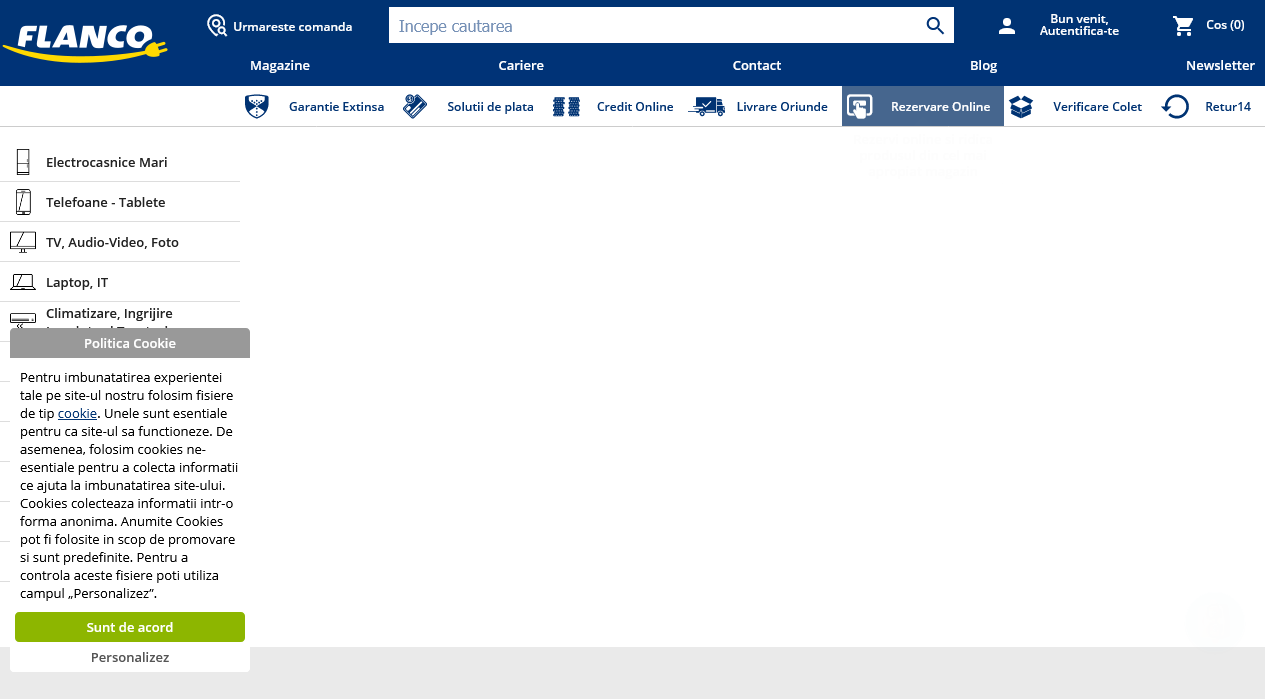 FLANCO
Urmareste comanda
Incepe cautarea
Bun venit,
Autentifica-te
Cos (0)
Magazine
Cariere
Contact
Blog
Newsletter
Garantie Extinsa
Solutii de plata
Credit Online
Livrare Oriunde
Rezervare Online
Verificare Colet
Retur14
Electrocasnice Mari
Telefoane - Tablete
TV, Audio-Video, Foto
Laptop, IT
Climatizare, Ingrijire
Politica Cookie
Pentru imbunatatirea experientei
tale pe site-ul nostru folosim fisiere
de tip cookie. Unele sunt esentiale
pentru ca site-ul sa functioneze. De
asemenea, folosim cookies ne-
esentiale pentru a colecta informatii
ce ajuta la imbunatatirea site-ului.
Cookies colecteaza informatii intr-o
forma anonima. Anumite Cookies
pot fi folosite in scop de promovare
si sunt predefinite. Pentru a
controla aceste fisiere poti utiliza
campul „Personalizez”.
Sunt de acord
Personalizez